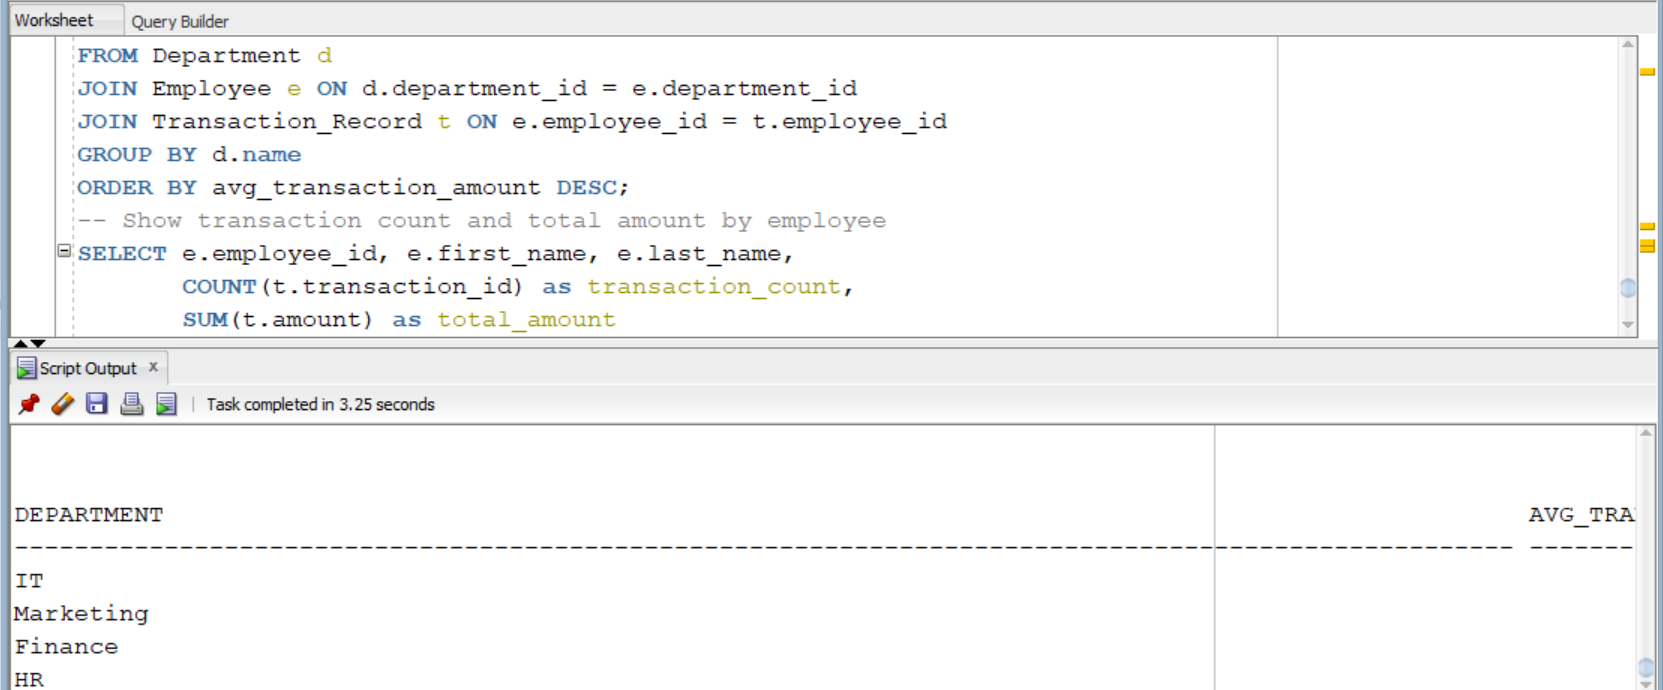 Worksheet Query Builder
FROM Department d
JOIN Employee e ON d.department_id = e.department_id
JOIN Transaction_Record t ON e.employee_id = t.employee_id
GROUP BY d.name
ORDER BY avg_transaction_amount DESC;
-- Show transaction count and total amount by employee
SELECT e.employee_id, e.first_name, e.last_name,
COUNT(t.transaction_id) as transaction_count,
SUM(t.amount) as total_amount
Script Output x
Task completed in 3.25 seconds
DEPARTMENT AVG_TRA
---------------------------------------------------------------------------------------------------- -------
IT
Marketing
Finance
HR